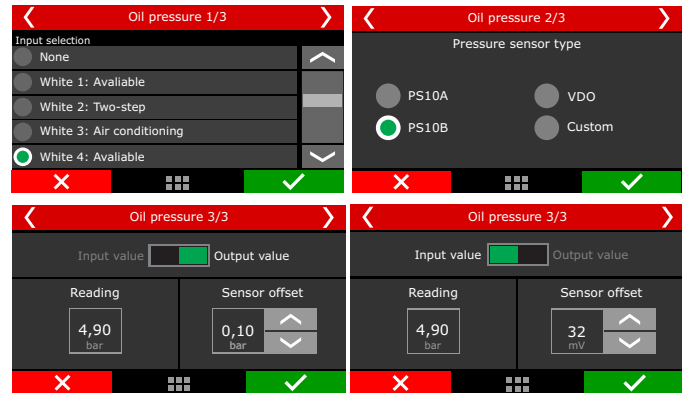 Oil pressure 1/3
Input selection
None
White 1: Avaliable
White 2: Two-step
White 3: Air conditioning
White 4: Avaliable
Oil pressure 2/3
Pressure sensor type
PS10A
VDO
PS10B
Custom
Oil pressure 3/3
Input value
Output value
Reading
Sensor offset
4,90
bar
0,10
bar
Oil pressure 3/3
Input value
Output value
Reading
Sensor offset
4,90
bar
32
mV